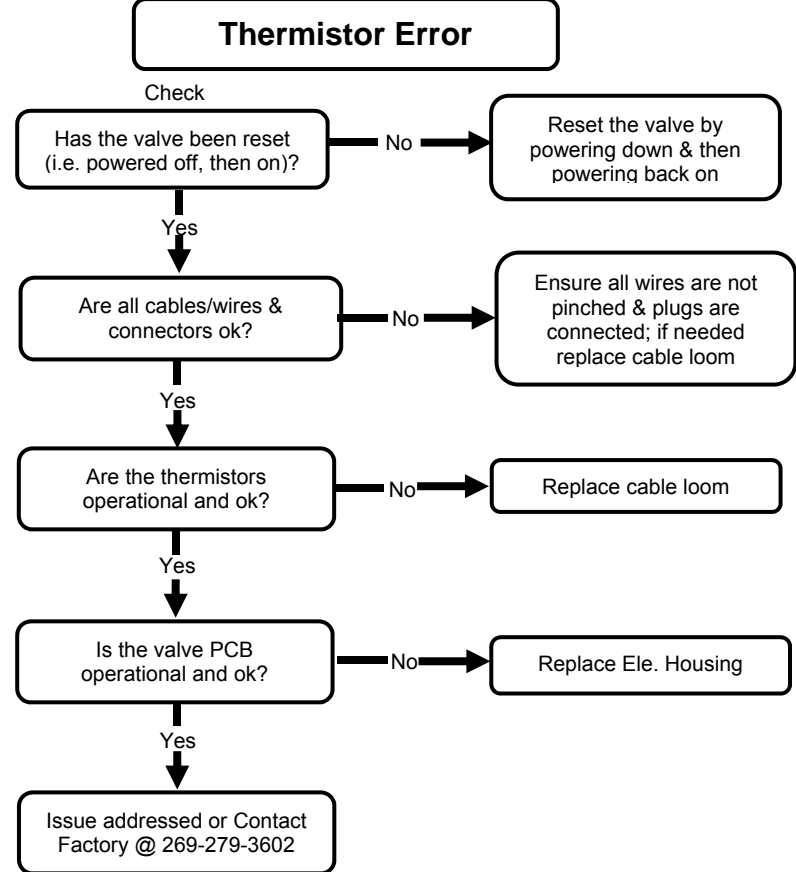 Thermistor Error
Check
Has the valve been reset
(i.e. powered off, then on)?
No
Reset the valve by
powering down & then
powering back on
Yes
Are all cables/wires &
connectors ok?
No
Ensure all wires are not
pinched & plugs are
connected; if needed
replace cable loom
Yes
Are the thermistors
operational and ok?
No
Replace cable loom
Yes
Is the valve PCB
operational and ok?
No
Replace Ele. Housing
Yes
Issue addressed or Contact
Factory @ 269-279-3602